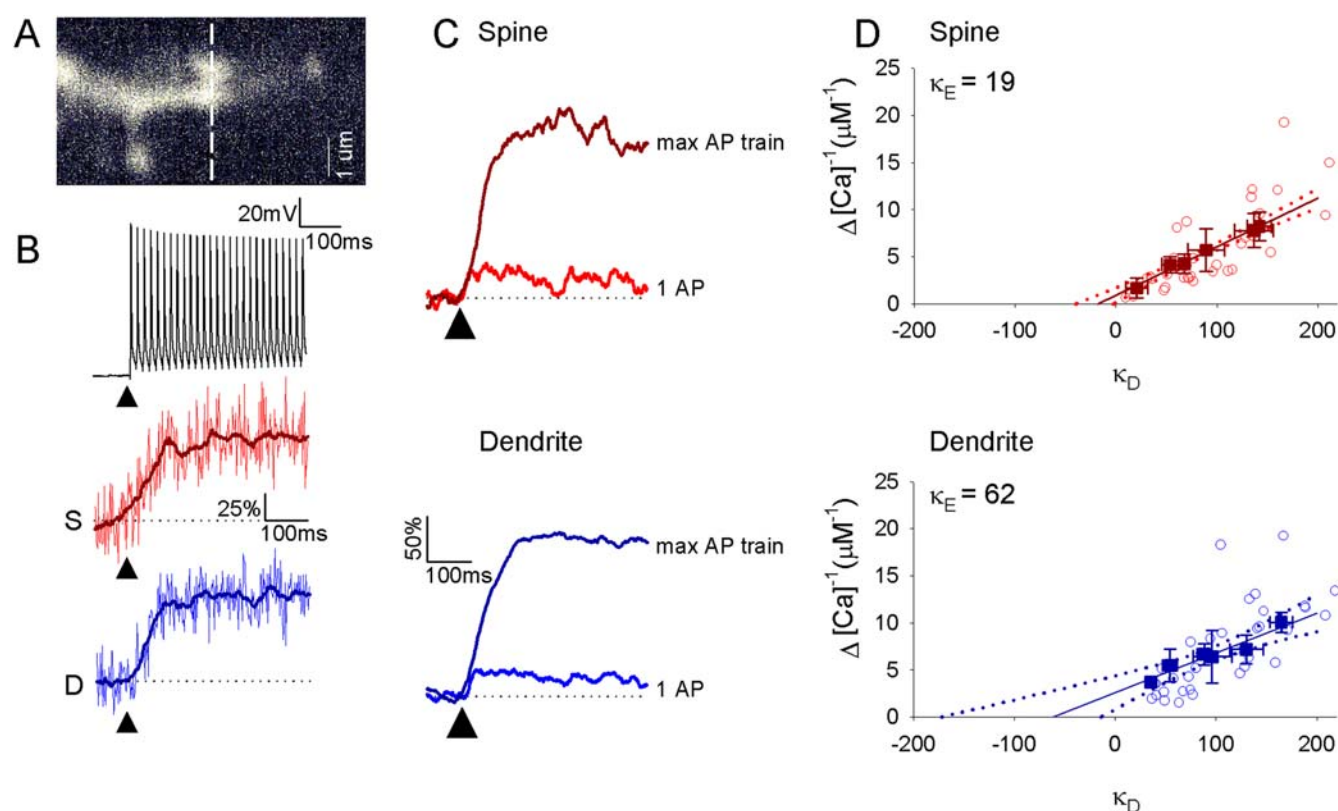 A
1 um
B
20mV
100ms
S
25%
100ms
D
C
Spine
max AP train
1 AP
Dendrite
50%
100ms
max AP train
1 AP
D
Spine
κE = 19
Δ [Ca]-1 (μM-1)
25
20
15
10
5
0
-200
-100
0
100
200
κD
Dendrite
κE = 62
Δ [Ca]-1 (μM-1)
25
20
15
10
5
0
-200
-100
0
100
200
κD